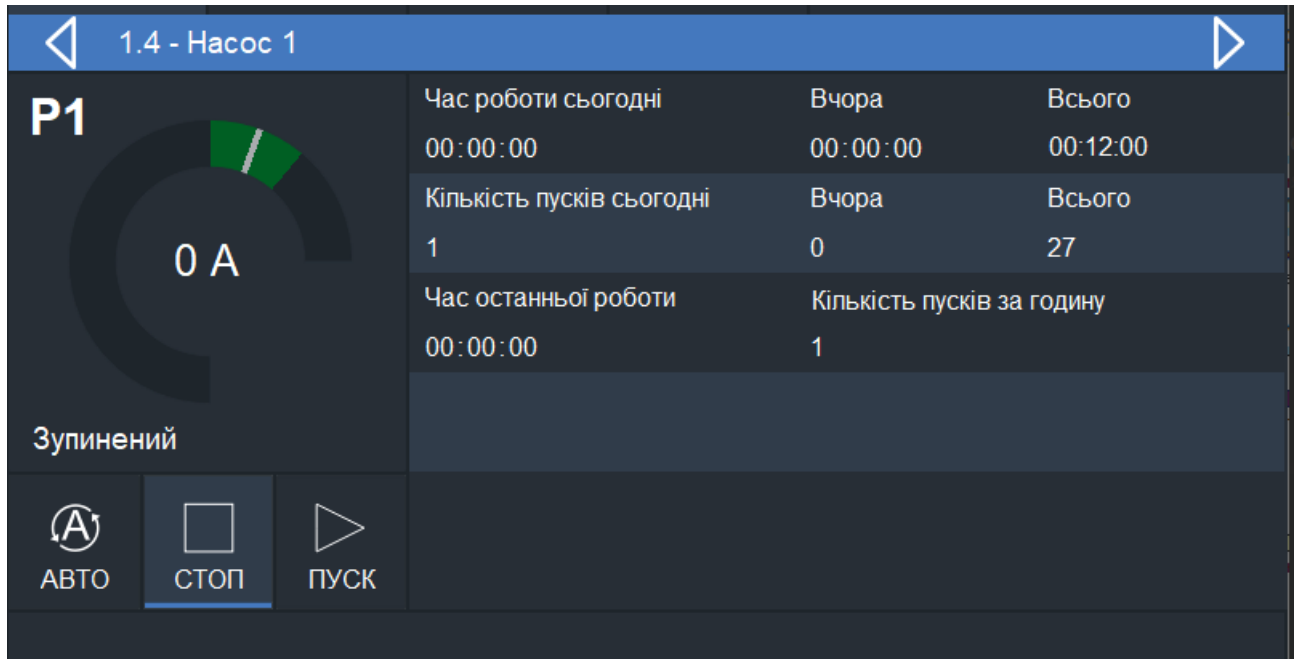 1.4 - Насос 1
P1
0 A
Зупинений
Час роботи сьогодні Вчора Всього
00:00:00 00:00:00 00:12:00
Кількість пусків сьогодні Вчора Всього
1 0 27
Час останньої роботи Кількість пусків за годину
00:00:00 1
A
АВТО СТОП ПУСК